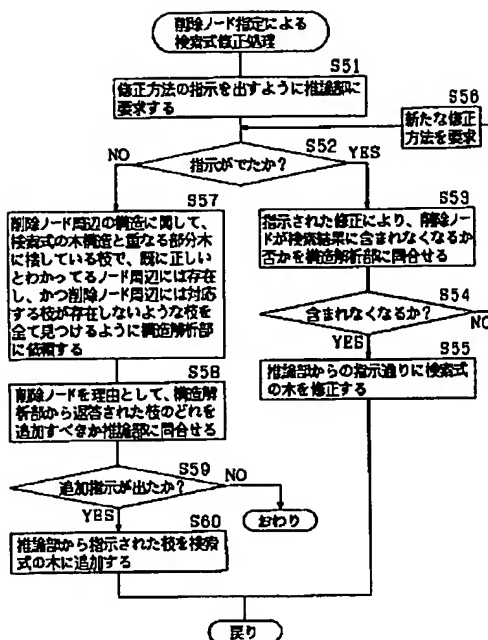 削除ノード指定による
検索式修正処理
S51
修正方法の指示を出すように推論部に
要求する
S56
新たな修正
方法を要求
S52
NO
指示がでたか?
YES
S57
削除ノード周辺の構造に関して、
検索式の木構造と重なる部分木
に接している枝で、既に正しい
とわかってるノード周辺には存在
し、かつ削除ノード周辺には対応
する枝が存在しないような枝を
全て見つけるように構造解析部
に依頼する
S53
指示された修正により、削除ノード
が検索結果に含まれなくなるか
否かを構造解析部に問合せる
S54
含まれなくなるか?
NO
YES
S55
推論部からの指示通りに検索式
の木を修正する
S58
削除ノードを理由として、構造解
析部から返答された枝のどれを
追加すべきか推論部に問合せる
S59
追加指示が出たか?
NO
YES
おわり
S60
推論部から指示された枝を検索
式の木に追加する
戻り